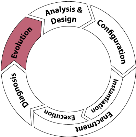 Analysis &
Design
Configuration
Instantiation
Enactment
Execution
Diagnosis
Evolution